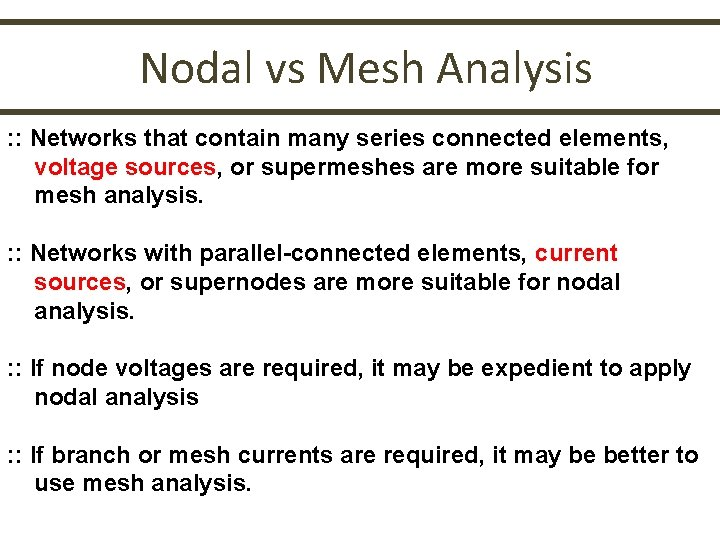 Nodal vs Mesh Analysis
: : Networks that contain many series connected elements,
voltage sources, or supermeshes are more suitable for
mesh analysis.
: : Networks with parallel-connected elements, current
sources, or supernodes are more suitable for nodal
analysis.
: : If node voltages are required, it may be expedient to apply
nodal analysis
: : If branch or mesh currents are required, it may be better to
use mesh analysis.